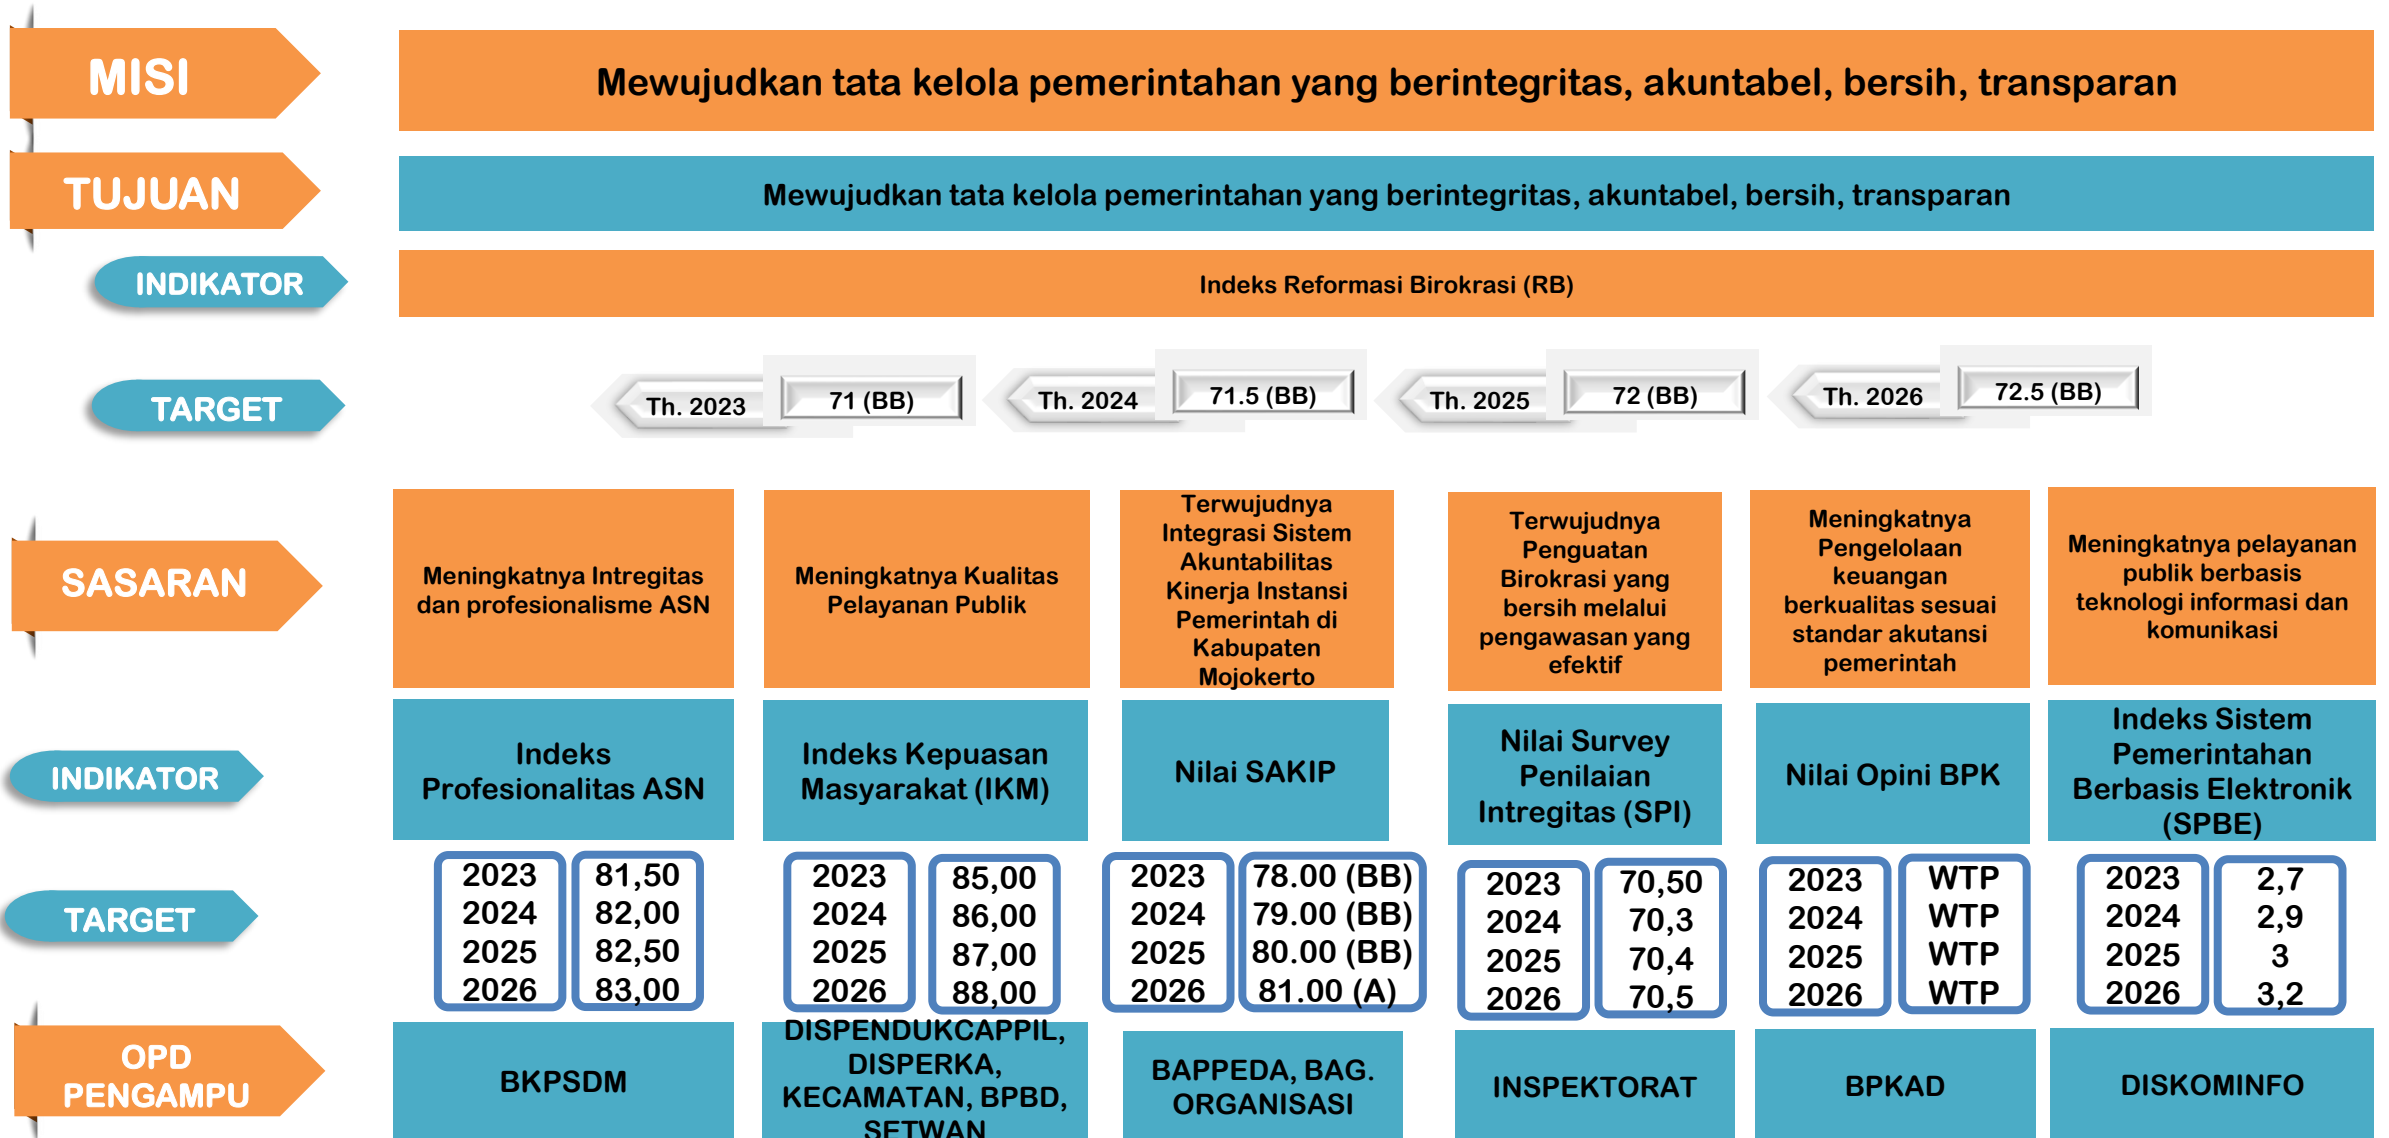 MISI
Mewujudkan tata kelola pemerintahan yang berintegritas, akuntabel, bersih, transparan
TUJUAN
Mewujudkan tata kelola pemerintahan yang berintegritas, akuntabel, bersih, transparan
INDIKATOR
Indeks Reformasi Birokrasi (RB)
TARGET
Th. 2023
71 (BB)
Th. 2024
71.5 (BB)
Th. 2025
72 (BB)
Th. 2026
72.5 (BB)
SASARAN
Meningkatnya Intregitas
dan profesionalisme ASN
Meningkatnya Kualitas
Pelayanan Publik
Terwujudnya
Integrasi Sistem
Akuntabilitas
Kinerja Instansi
Pemerintah di
Kabupaten
Mojokerto
Terwujudnya
Penguatan
Birokrasi yang
bersih melalui
pengawasan yang
efektif
Meningkatnya
Pengelolaan
keuangan
berkualitas sesuai
standar akutansi
pemerintah
Meningkatnya pelayanan
publik berbasis
teknologi informasi dan
komunikasi
INDIKATOR
Indeks
Profesionalitas ASN
Indeks Kepuasan
Masyarakat (IKM)
Nilai SAKIP
Nilai Survey
Penilaian
Intregitas (SPI)
Nilai Opini BPK
Indeks Sistem
Pemerintahan
Berbasis Elektronik
(SPBE)
TARGET
2023 81,50
2024 82,00
2025 82,50
2026 83,00
2023 85,00
2024 86,00
2025 87,00
2026 88,00
2023 78.00 (BB)
2024 79.00 (BB)
2025 80.00 (BB)
2026 81.00 (A)
2023 70,50
2024 70,3
2025 70,4
2026 70,5
2023 WTP
2024 WTP
2025 WTP
2026 WTP
2023 2,7
2024 2,9
2025 3
2026 3,2
OPD
PENGAMPU
BKPSDM
DISPENDUKCAPPIL,
DISPERKA,
KECAMATAN, BPBD,
SETWAN
BAPPEDA, BAG.
ORGANISASI
INSPEKTORAT
BPKAD
DISKOMINFO